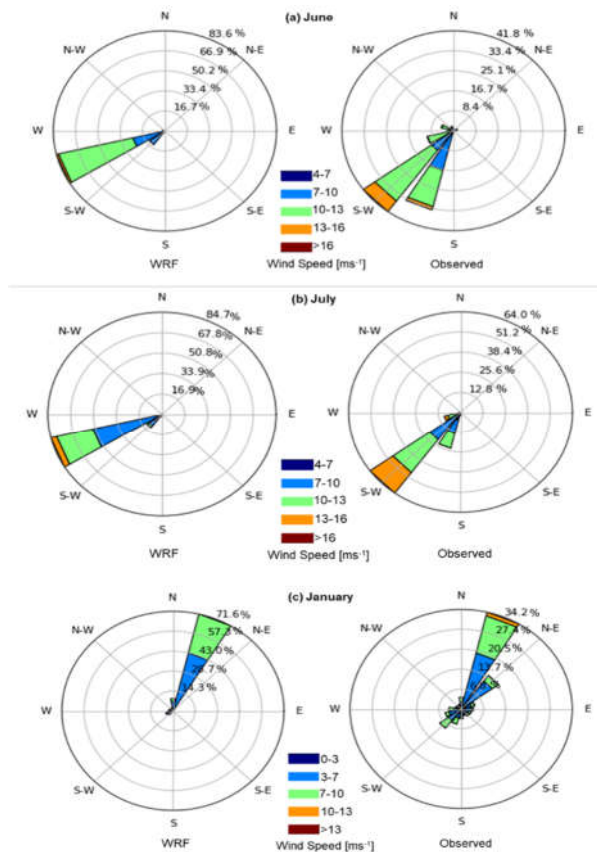 (a) June
N
N-W
N-E
83.6 %
66.9 %
50.2 %
33.4 %
16.7 %
W
E
S-W
S-E
S
WRF
N
N-W
N-E
41.8 %
33.4 %
25.1 %
16.7 %
8.4 %
W
E
S-W
S-E
S
Observed
4-7
7-10
10-13
13-16
>16
Wind Speed [ms-1]
(b) July
N
N-W
N-E
84.7%
67.8%
50.8%
33.9%
16.9%
W
E
S-W
S-E
S
WRF
N
N-W
N-E
64.0 %
51.2 %
38.4 %
25.6 %
12.8 %
W
E
S-W
S-E
S
Observed
4-7
7-10
10-13
13-16
>16
Wind Speed [ms-1]
(c) January
N
N-W
N-E
71.6%
57.3%
43.0%
28.7%
14.3%
W
E
S-W
S-E
S
WRF
N
N-W
N-E
34.2 %
27.4 %
20.5 %
13.7 %
W
E
S-W
S-E
S
Observed
0-3
3-7
7-10
10-13
>13
Wind Speed [ms-1]